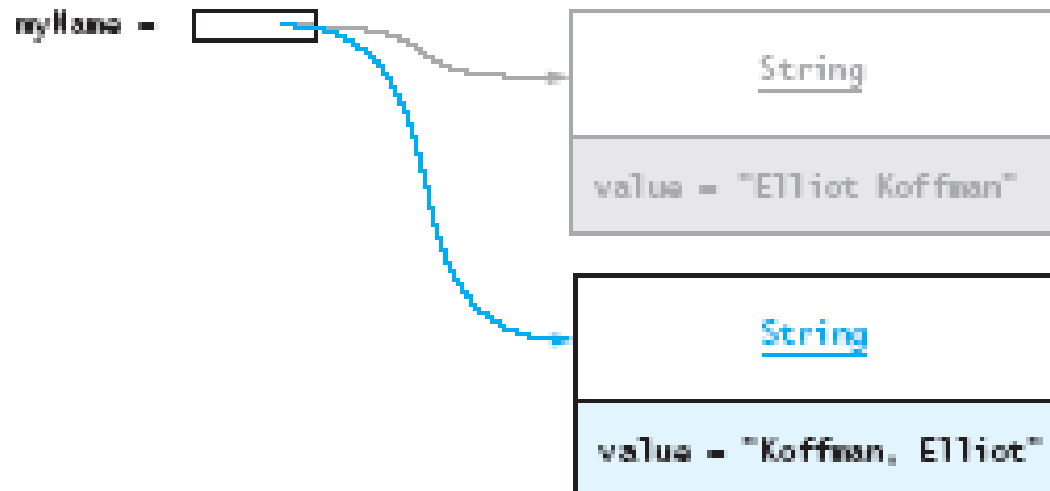 myName =
String
value = "Elliot Koffman"
String
value = "Koffman, Elliot"